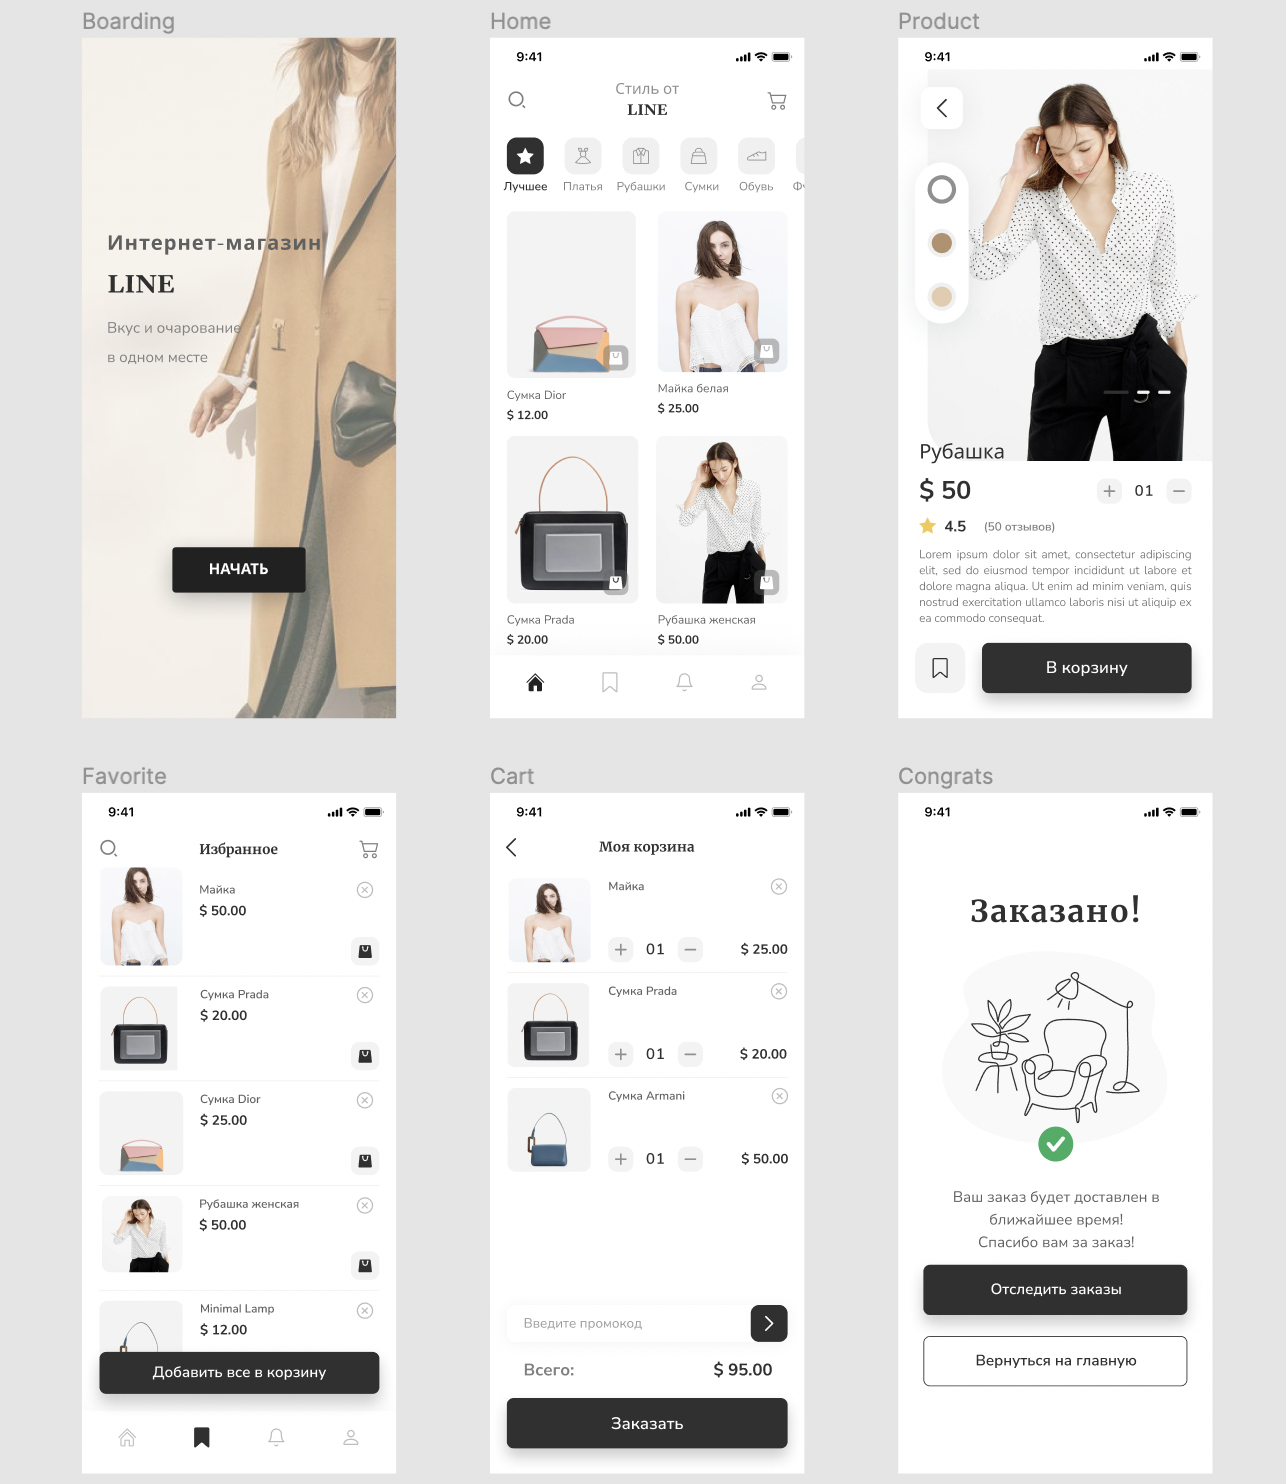 Boarding
Интернет-магазин
LINE
Вкус и очарование
в одном месте
НАЧАТЬ
Home
9:41
Стиль от
LINE
Лучшее
Платья
Рубашки
Сумки
Обувь
Фу
Сумка Dior
$ 12.00
Майка белая
$ 25.00
Сумка Prada
$ 20.00
Рубашка женская
$ 50.00
Product
9:41
Рубашка
$ 50
01
4.5
(50 отзывов)
Lorem ipsum dolor sit amet, consectetur adipiscing
elit, sed do eiusmod tempor incididunt ut labore et
dolore magna aliqua. Ut enim ad minim veniam, quis
nostrud exercitation ullamco laboris nisi ut aliquip ex
ea commodo consequat.
В корзину
Favorite
9:41
Избранное
Майка
$ 50.00
Сумка Prada
$ 20.00
Сумка Dior
$ 25.00
Рубашка женская
$ 50.00
Minimal Lamp
$ 12.00
Добавить все в корзину
Cart
9:41
Моя корзина
Майка
01
$ 25.00
Сумка Prada
01
$ 20.00
Сумка Armani
01
$ 50.00
Введите промокод
Всего:
$ 95.00
Заказать
Congrats
9:41
Заказано!
Ваш заказ будет доставлен в
ближайшее время!
Спасибо вам за заказ!
Отследить заказы
Вернуться на главную